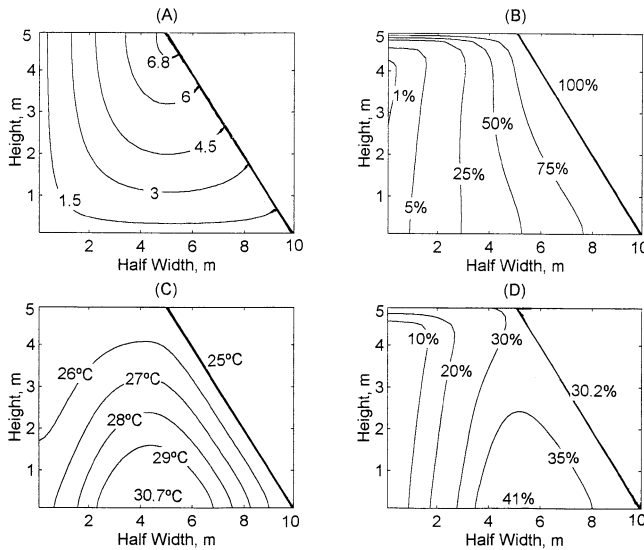 (A)
5
4
3
2
1
Height, m
6.8
6
4.5
3
1.5
2 4 6 8 10
Half Width, m
(B)
5
4
3
2
1
Height, m
1%
100%
50%
25%
75%
5%
2 4 6 8 10
Half Width, m
(C)
5
4
3
2
1
Height, m
25ºC
26ºC
27ºC
28ºC
29ºC
30.7ºC
2 4 6 8 10
Half Width, m
(D)
5
4
3
2
1
Height, m
10%
30%
20%
30.2%
35%
41%
2 4 6 8 10
Half Width, m